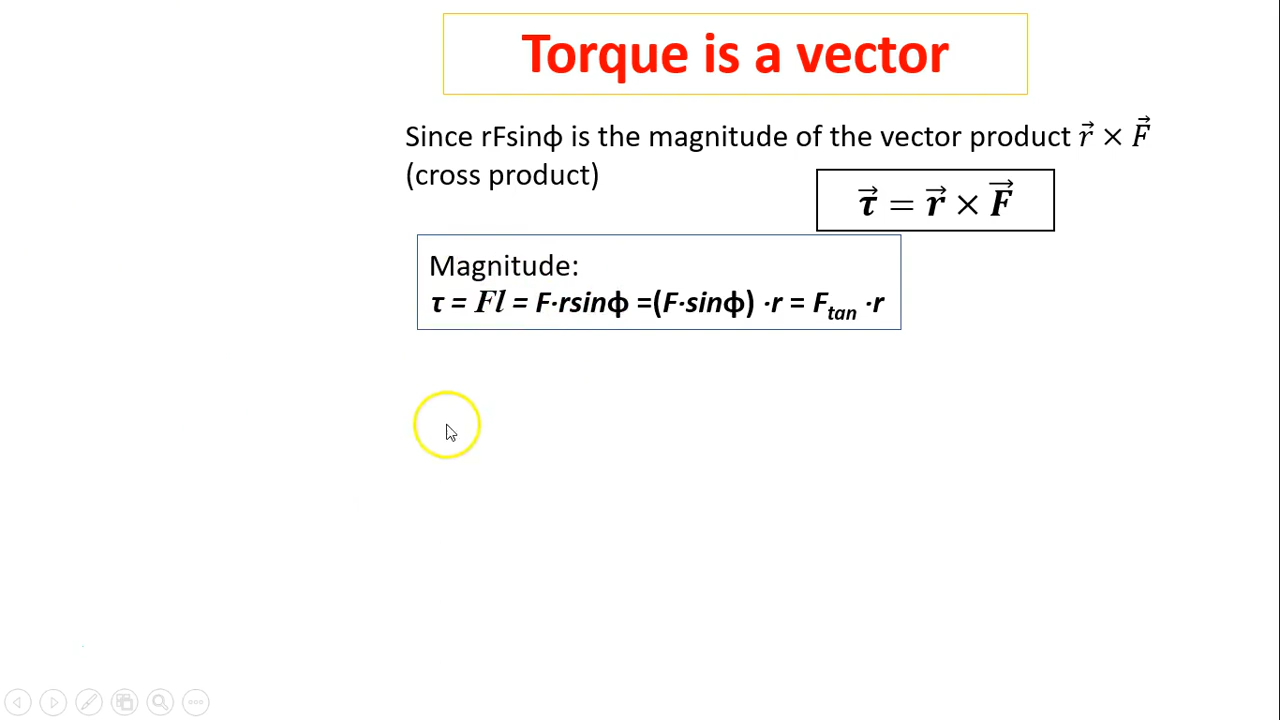 Torque is a vector
Since rFsinϕ is the magnitude of the vector product r⃗ × F⃗
(cross product)
τ⃗ = r⃗ × F⃗
Magnitude:
τ = Fl = F·rsinϕ =(F·sinϕ) ·r = Fₜₐₙ ·r